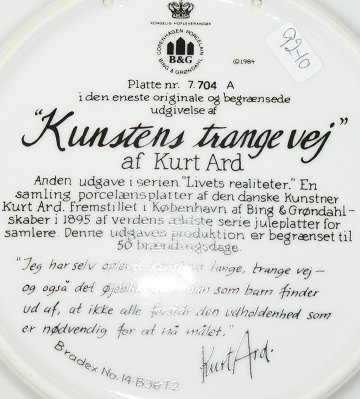 KONGELIG HOFLEVERANDØR
COPENHAGEN PORCELAIN
B&G
BING & GRØNDAHL
©1984
9240
Platte nr. 7.704 A
i den eneste originale og begrænsede
udgivelse af
"Kunstens trange vej"
af Kurt Ard
Anden udgave i serien "Livets realiteter." En
samling porcelænsplatter af den danske kunstner
Kurt Ard. Fremstillet i København af Bing & Grøndahl-
skaber i 1895 af verdens ældste serie juleplatter for
samlere. Denne udgaves produktion er begrænset til
50 brændingsdage.
"Jeg har selv oplevet kunstens lange, trange vej—
og også det øjeblik, man som barn finder
ud af, at ikke alle forstår den udholdenhed som
er nødvendig for at nå målet."
Kurt Ard.
Bradex No. 14-B36-1.2